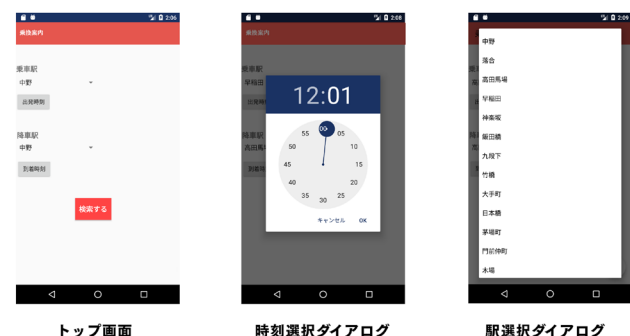 2:06
乗換案内
乗車駅
中野
出発時刻
降車駅
中野
到着時刻
検索する
トップ画面
2:08
乗換案内
乗車駅
早稲田
出発時
降車駅
高田馬
到着時
12:01
00
05
10
15
20
25
30
35
40
45
50
55
キャンセル OK
時刻選択ダイアログ
2:09
中野
落合
高田馬場
早稲田
神楽坂
飯田橋
九段下
竹橋
大手町
日本橋
茅場町
門前仲町
木場
駅選択ダイアログ